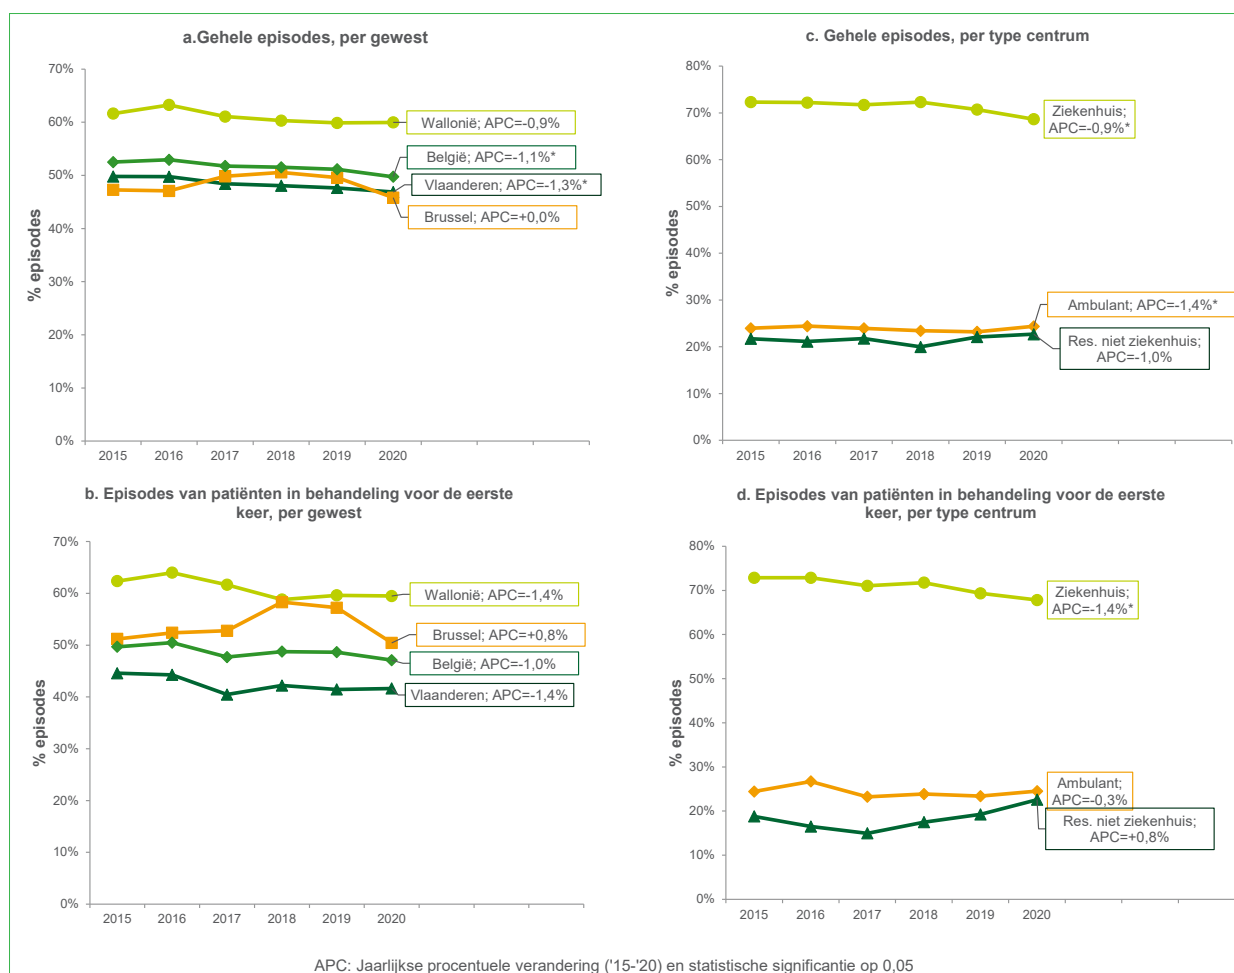 a.Gehele episodes, per gewest
70%
60%
50%
40%
30%
20%
10%
0%
% episodes
2015 2016 2017 2018 2019 2020
Wallonië; APC=-0,9%
België; APC=-1,1%*
Vlaanderen; APC=-1,3%*
Brussel; APC=+0,0%
b. Episodes van patiënten in behandeling voor de eerste
keer, per gewest
70%
60%
50%
40%
30%
20%
10%
0%
% episodes
2015 2016 2017 2018 2019 2020
Wallonië; APC=-1,4%
Brussel; APC=+0,8%
België; APC=-1,0%
Vlaanderen; APC=-1,4%
c. Gehele episodes, per type centrum
80%
70%
60%
50%
40%
30%
20%
10%
0%
% episodes
2015 2016 2017 2018 2019 2020
Ziekenhuis;
APC=-0,9%*
Ambulant; APC=-1,4%*
Res. niet ziekenhuis;
APC=-1,0%
d. Episodes van patiënten in behandeling voor de eerste
keer, per type centrum
80%
70%
60%
50%
40%
30%
20%
10%
0%
% episodes
2015 2016 2017 2018 2019 2020
Ziekenhuis;
APC=-1,4%*
Ambulant;
APC=-0,3%
Res. niet ziekenhuis;
APC=+0,8%
APC: Jaarlijkse procentuele verandering ('15-'20) en statistische significantie op 0,05